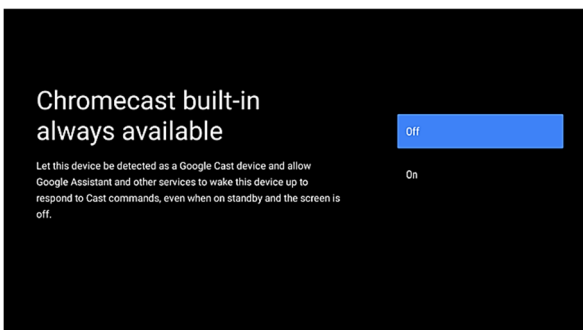 Chromecast built-in
always available
Let this device be detected as a Google Cast device and allow
Google Assistant and other services to wake this device up to
respond to Cast commands, even when on standby and the screen is
off.
Off
On